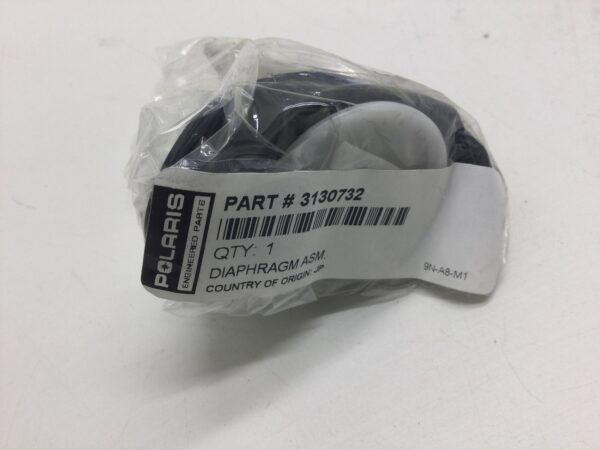 POLARIS
ENGINEERED PARTS
PART # 3130732
QTY: 1
DIAPHRAGM ASM.
COUNTRY OF ORIGIN: JP
9N-A8-M1